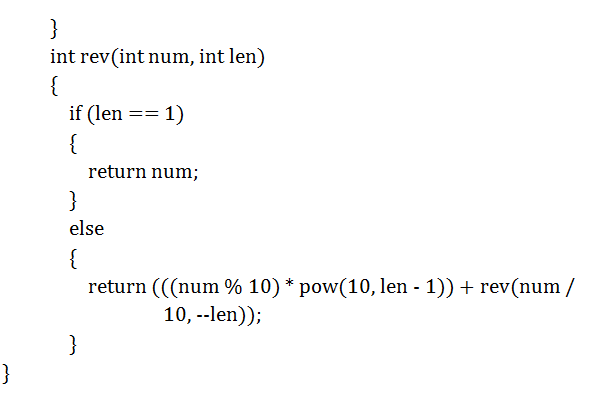 }
int rev(int num, int len)
{
if (len == 1)
{
return num;
}
else
{
return (((num % 10) * pow(10, len - 1)) + rev(num /
10, --len));
}
}